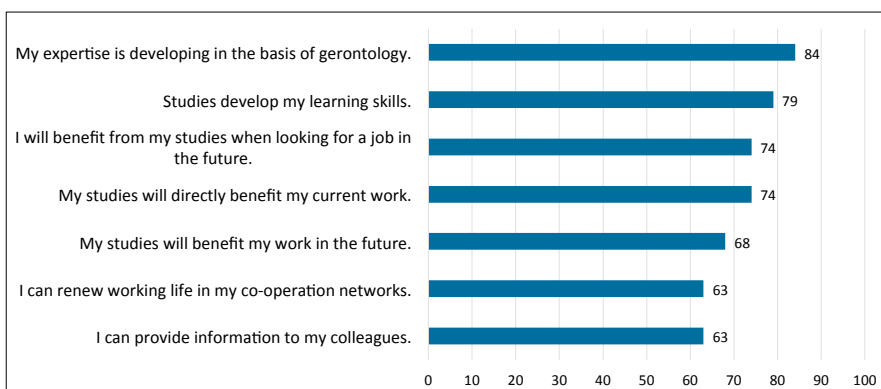 My expertise is developing in the basis of gerontology. 84
Studies develop my learning skills. 79
I will benefit from my studies when looking for a job in
the future. 74
My studies will directly benefit my current work. 74
My studies will benefit my work in the future. 68
I can renew working life in my co-operation networks. 63
I can provide information to my colleagues. 63
0 10 20 30 40 50 60 70 80 90 100